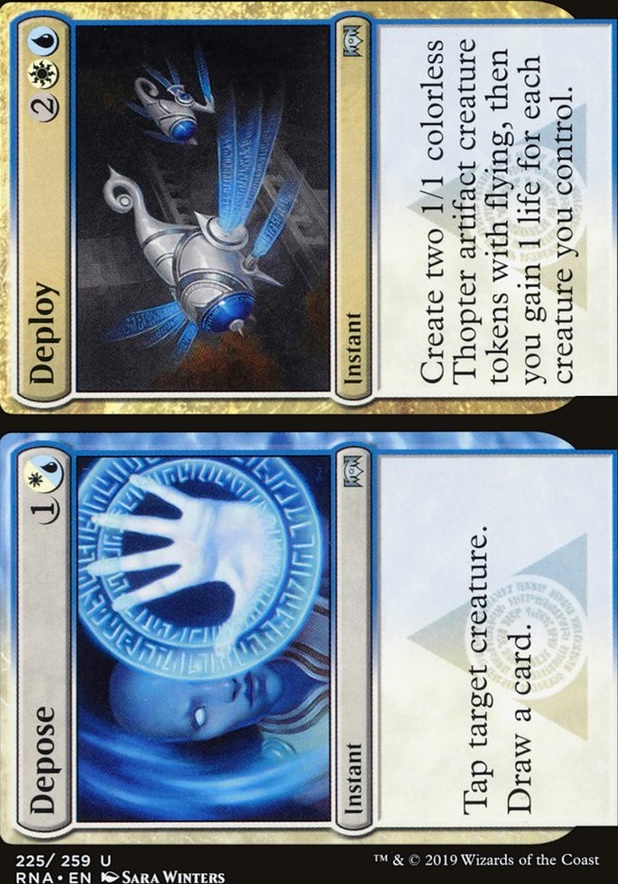 Depose 1
Instant
Tap target creature.
Draw a card.
Deploy 2
Instant
Create two 1/1 colorless
Thopter artifact creature
tokens with flying, then
you gain 1 life for each
creature you control.
225/ 259 U
RNA • EN SARA WINTERS
™ & © 2019 Wizards of the Coast